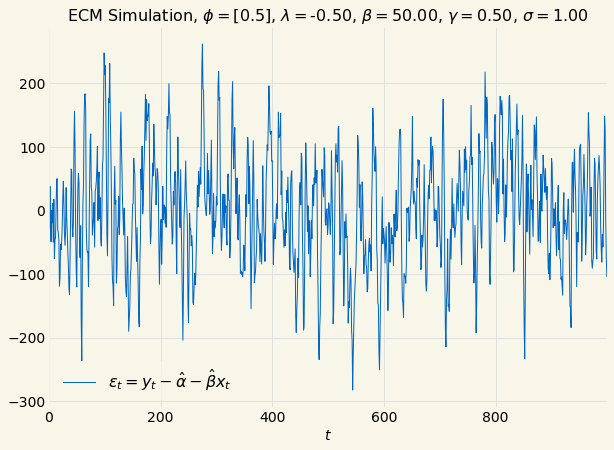 ECM Simulation, ϕ = [0.5], λ = -0.50, β = 50.00, γ = 0.50, σ = 1.00
200
100
0
−100
−200
−300
εₜ = yₜ − α̂ − β̂xₜ
0 200 400 600 800
t